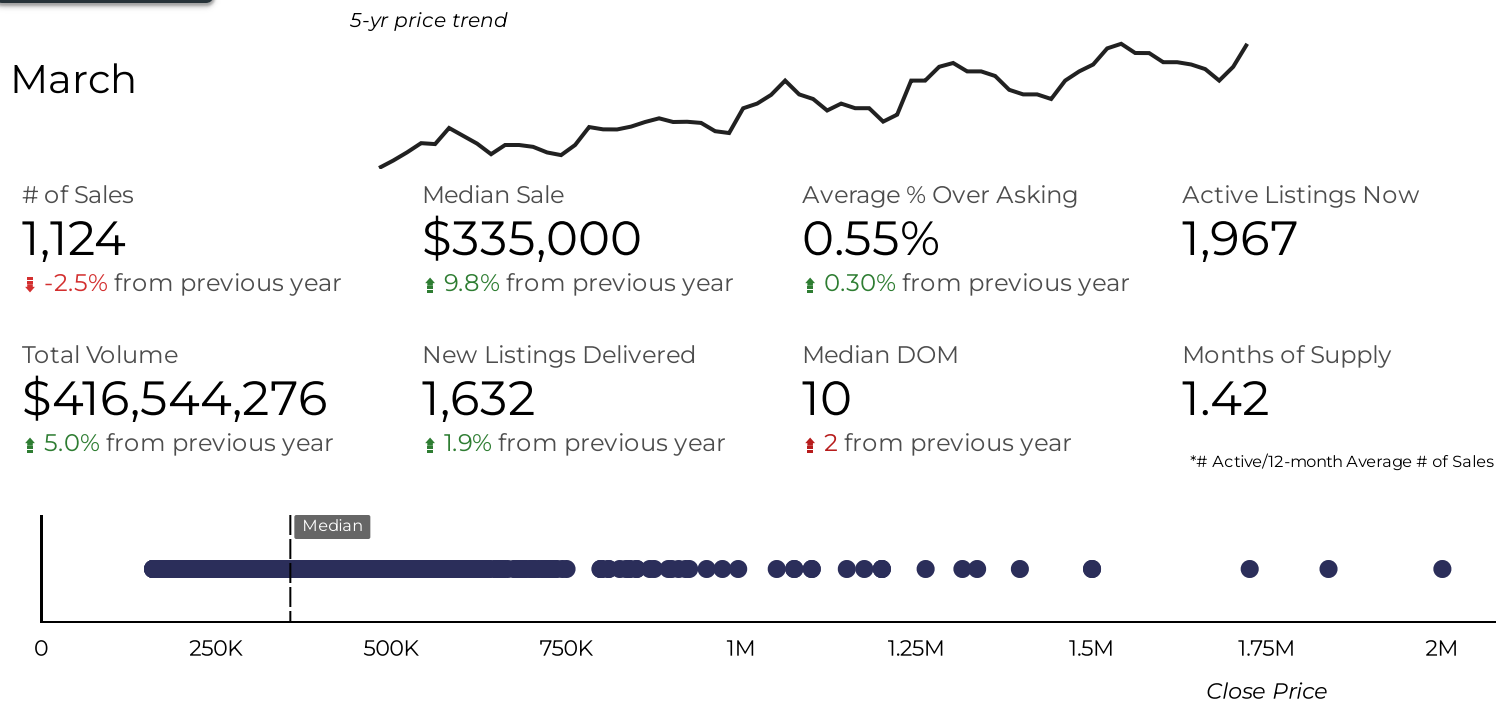 5-yr price trend
March
# of Sales
1,124
-2.5% from previous year
Median Sale
$335,000
9.8% from previous year
Average % Over Asking
0.55%
0.30% from previous year
Active Listings Now
1,967
Total Volume
$416,544,276
5.0% from previous year
New Listings Delivered
1,632
1.9% from previous year
Median DOM
10
2 from previous year
Months of Supply
1.42
*# Active/12-month Average # of Sales
Median
0 250K 500K 750K 1M 1.25M 1.5M 1.75M 2M
Close Price